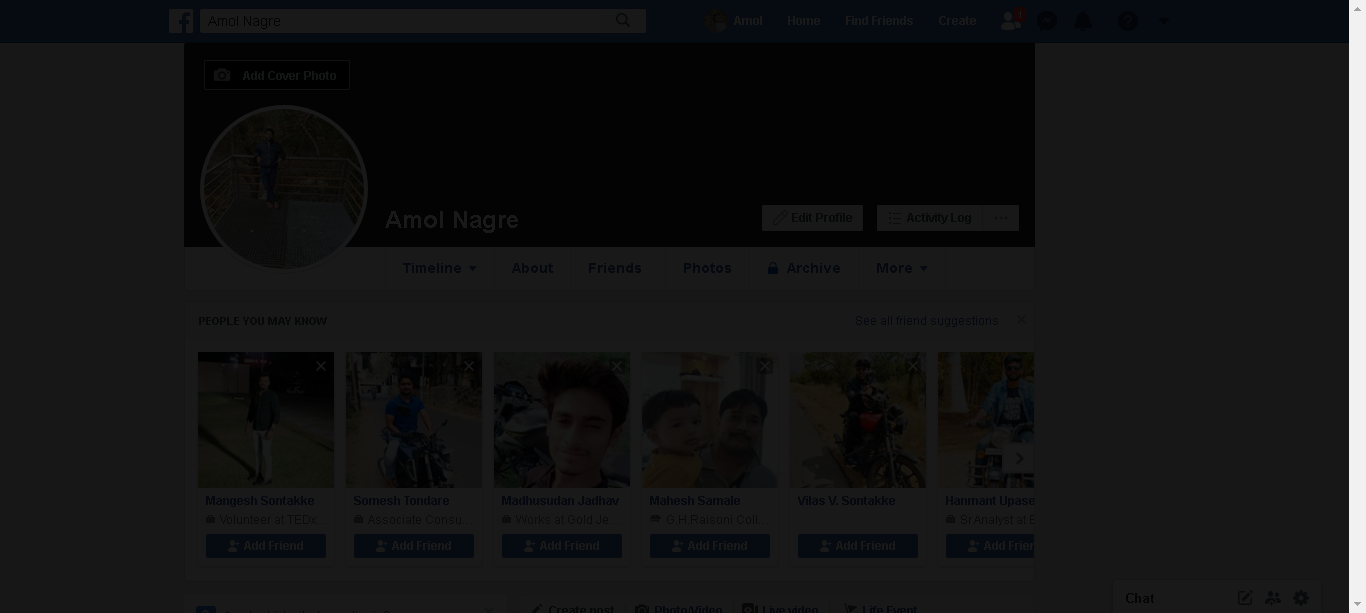 Amol Nagre
Amol Home Find Friends Create
Add Cover Photo
Amol Nagre
Edit Profile Activity Log
Timeline About Friends Photos Archive More
PEOPLE YOU MAY KNOW
See all friend suggestions
Mangesh Sontakke Somesh Tondare Madhusudan Jadhav Mahesh Samale Vilas V. Sontakke Hanmant Upase
Volunteer at TEDx... Associate Consu... Works at Gold Je... G.H.Raisoni Coll... Sr Analyst at
Add Friend Add Friend Add Friend Add Friend Add Friend Add Frien
Create post Photo/Video Live video Life Event
Chat